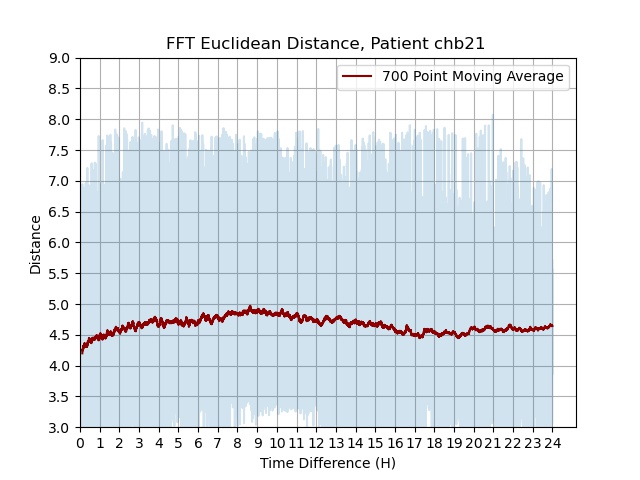 FFT Euclidean Distance, Patient chb21
700 Point Moving Average
9.0
8.5
8.0
7.5
7.0
6.5
6.0
5.5
5.0
4.5
4.0
3.5
3.0
Distance
0 1 2 3 4 5 6 7 8 9 10 11 12 13 14 15 16 17 18 19 20 21 22 23 24
Time Difference (H)